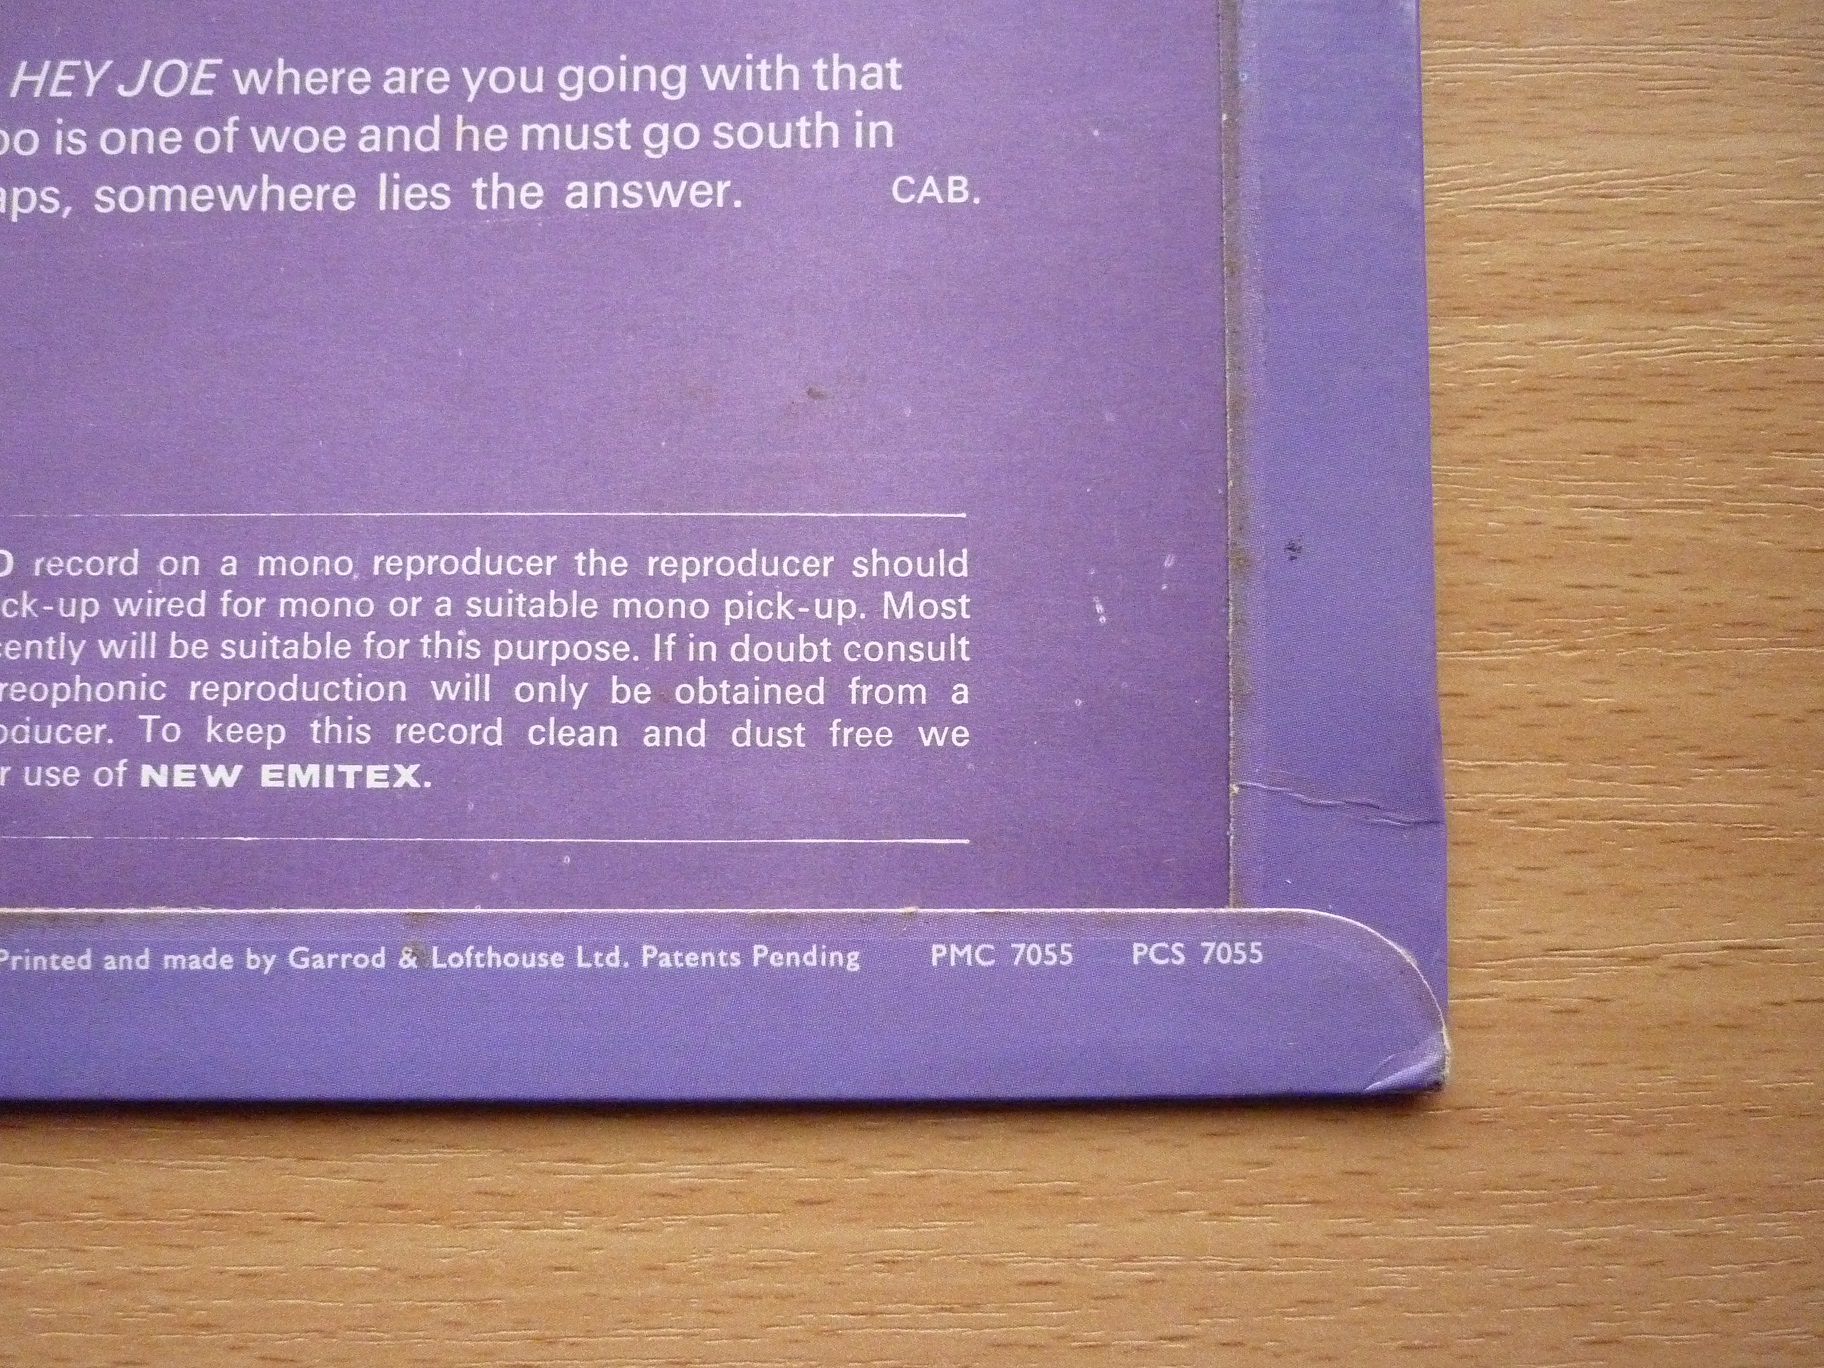 HEY JOE where are you going with that
oo is one of woe and he must go south in
aps, somewhere lies the answer. CAB.
record on a mono reproducer the reproducer should
ck-up wired for mono or a suitable mono pick-up. Most
cently will be suitable for this purpose. If in doubt consult
reophonic reproduction will only be obtained from a
oducer. To keep this record clean and dust free we
r use of NEW EMITEX.
Printed and made by Garrod & Lofthouse Ltd. Patents Pending PMC 7055 PCS 7055